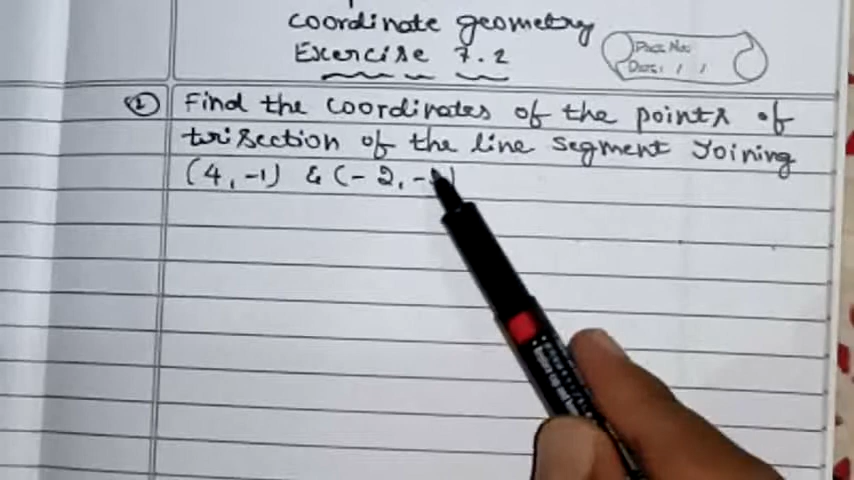 coordinate geometry
Exercise 7.2
Page No:
Date: / /
② Find the coordinates of the points of
trisection of the line segment joining
(4, -1) & (-2, -